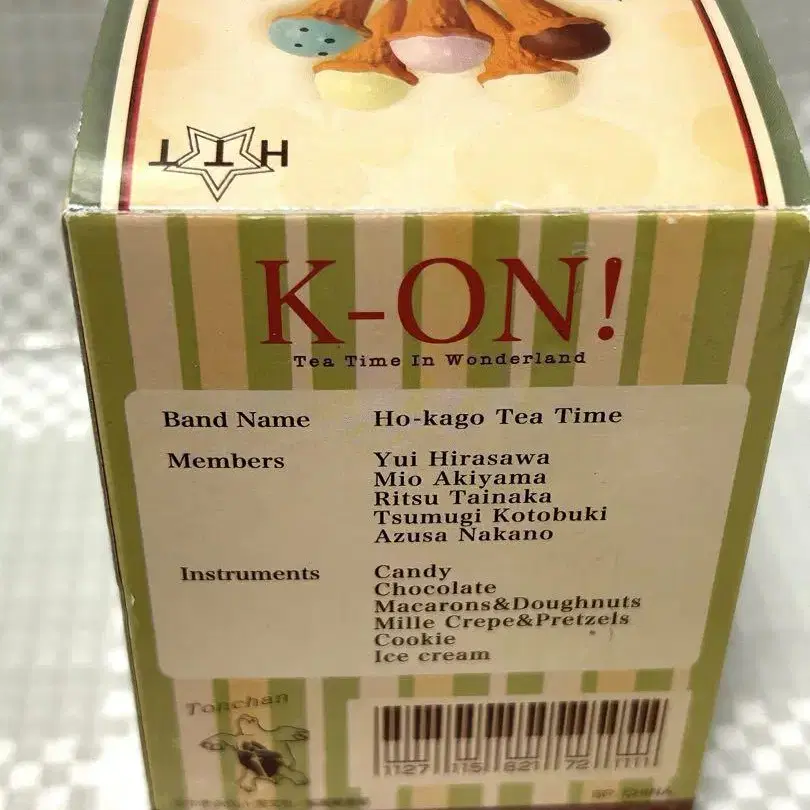 HTT
K-ON!
Tea Time In Wonderland
Band Name Ho-kago Tea Time
Members Yui Hirasawa
Mio Akiyama
Ritsu Tainaka
Tsumugi Kotobuki
Azusa Nakano
Instruments Candy
Chocolate
Macarons&Doughnuts
Mille Crepe&Pretzels
Cookie
Ice cream
Tonchan
1127 115 821 72 1111